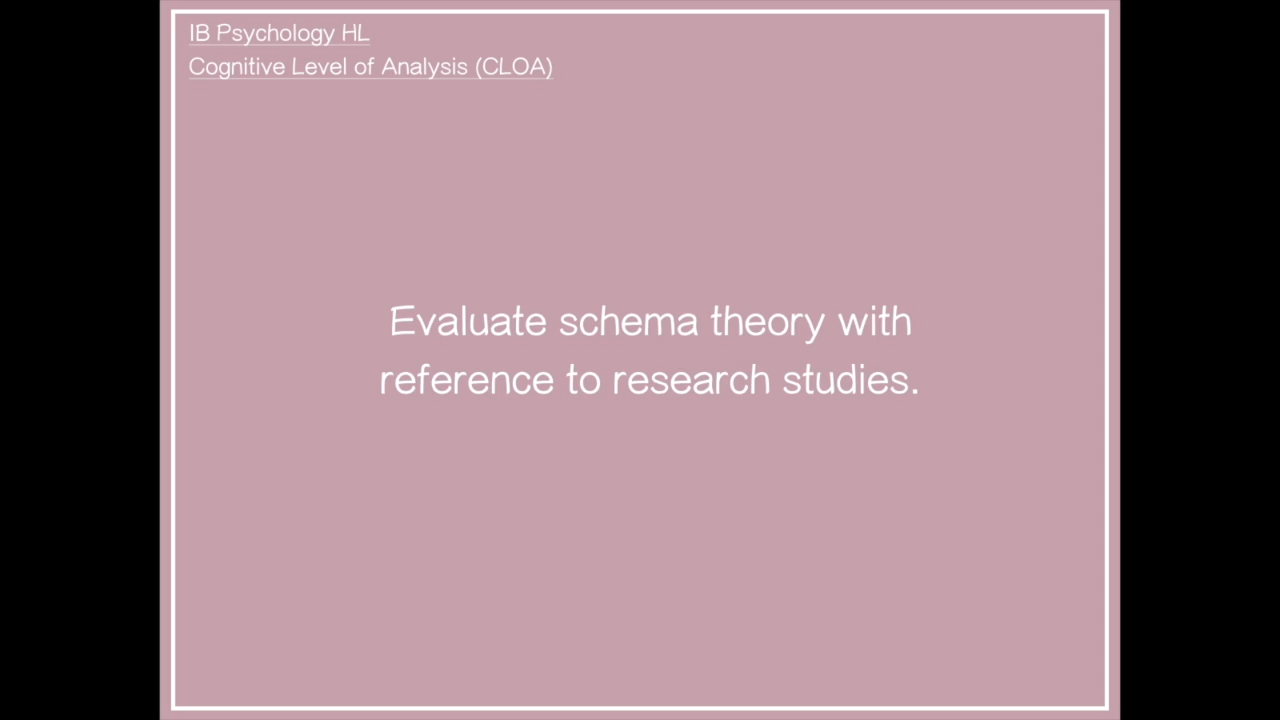 IB Psychology HL
Cognitive Level of Analysis (CLOA)
Evaluate schema theory with
reference to research studies.